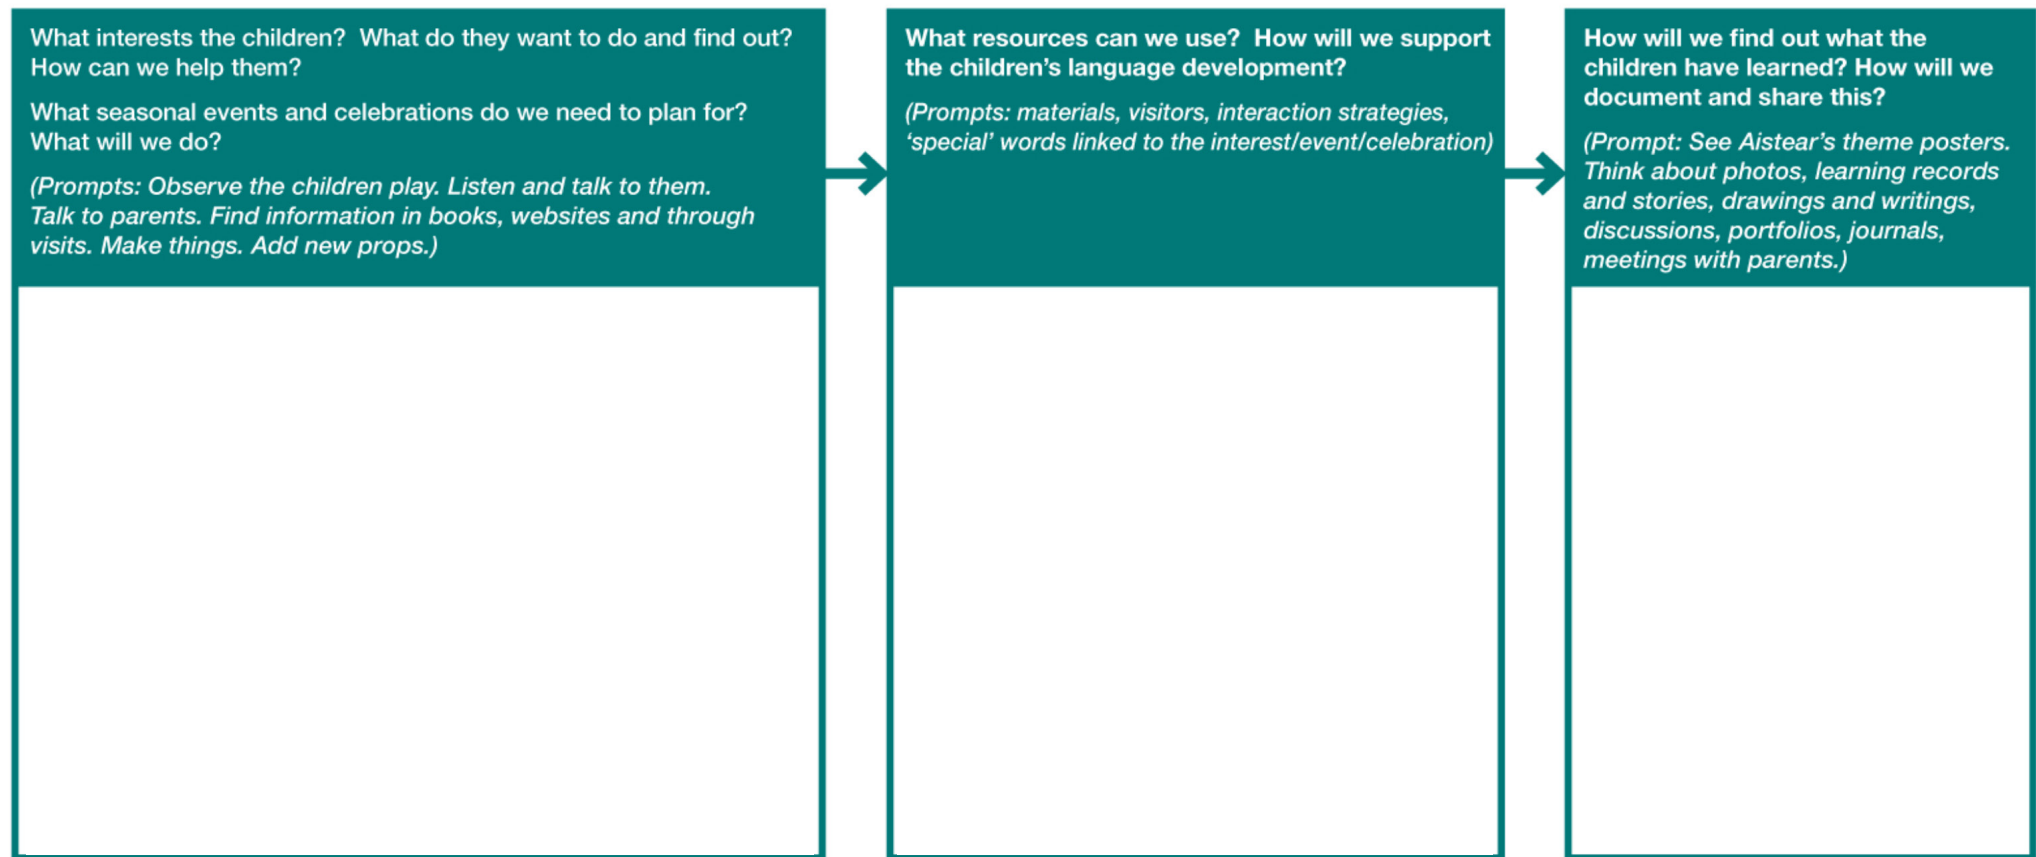 What interests the children?  What do they want to do and find out?
How can we help them?
What seasonal events and celebrations do we need to plan for?
What will we do?
(Prompts: Observe the children play. Listen and talk to them.
Talk to parents. Find information in books, websites and through
visits. Make things. Add new props.)
What resources can we use?  How will we support
the children’s language development?
(Prompts: materials, visitors, interaction strategies,
‘special’ words linked to the interest/event/celebration)
How will we find out what the
children have learned? How will we
document and share this?
(Prompt: See Aistear’s theme posters.
Think about photos, learning records
and stories, drawings and writings,
discussions, portfolios, journals,
meetings with parents.)